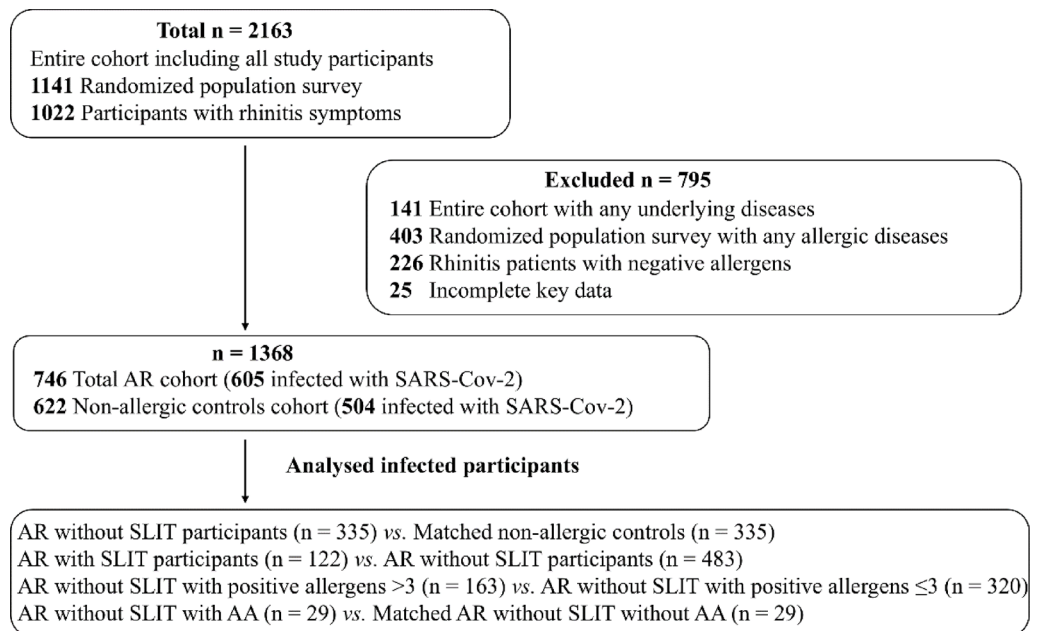 Total n = 2163
Entire cohort including all study participants
1141 Randomized population survey
1022 Participants with rhinitis symptoms
Excluded n = 795
141 Entire cohort with any underlying diseases
403 Randomized population survey with any allergic diseases
226 Rhinitis patients with negative allergens
25 Incomplete key data
n = 1368
746 Total AR cohort (605 infected with SARS-Cov-2)
622 Non-allergic controls cohort (504 infected with SARS-Cov-2)
Analysed infected participants
AR without SLIT participants (n = 335) vs. Matched non-allergic controls (n = 335)
AR with SLIT participants (n = 122) vs. AR without SLIT participants (n = 483)
AR without SLIT with positive allergens >3 (n = 163) vs. AR without SLIT with positive allergens ≤3 (n = 320)
AR without SLIT with AA (n = 29) vs. Matched AR without SLIT without AA (n = 29)